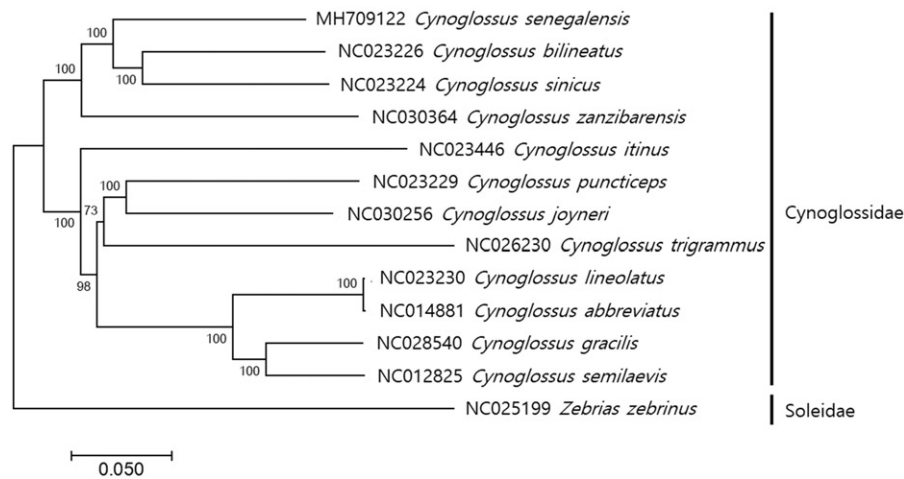 MH709122 Cynoglossus senegalensis
100
NC023226 Cynoglossus bilineatus
100
100
NC023224 Cynoglossus sinicus
NC030364 Cynoglossus zanzibarensis
NC023446 Cynoglossus itinus
100
NC023229 Cynoglossus puncticeps
73
100
NC030256 Cynoglossus joyneri
Cynoglossidae
NC026230 Cynoglossus trigrammus
98
100
NC023230 Cynoglossus lineolatus
NC014881 Cynoglossus abbreviatus
100
NC028540 Cynoglossus gracilis
100
NC012825 Cynoglossus semilaevis
NC025199 Zebrias zebrinus
Soleidae
0.050